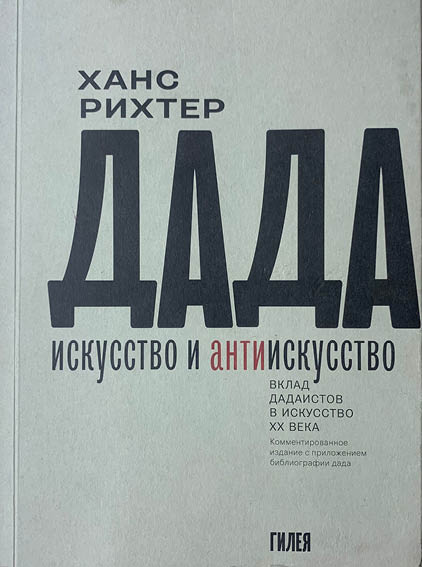 ХАНС
РИХТЕР
ДАДА
искусство и антиискусство
ВКЛАД
ДАДАИСТОВ
В ИСКУССТВО
XX ВЕКА
Комментированное
издание с приложением
библиографии дада
ГИЛЕЯ